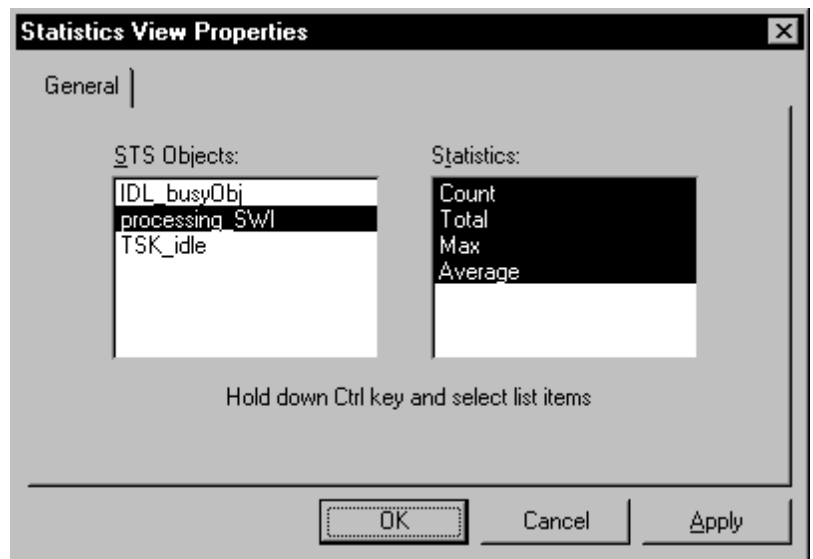 Statistics View Properties
General
STS Objects:
Statistics:
IDL_busyObj
processing_SWI
TSK_idle
Count
Total
Max
Average
Hold down Ctrl key and select list items
OK
Cancel
Apply